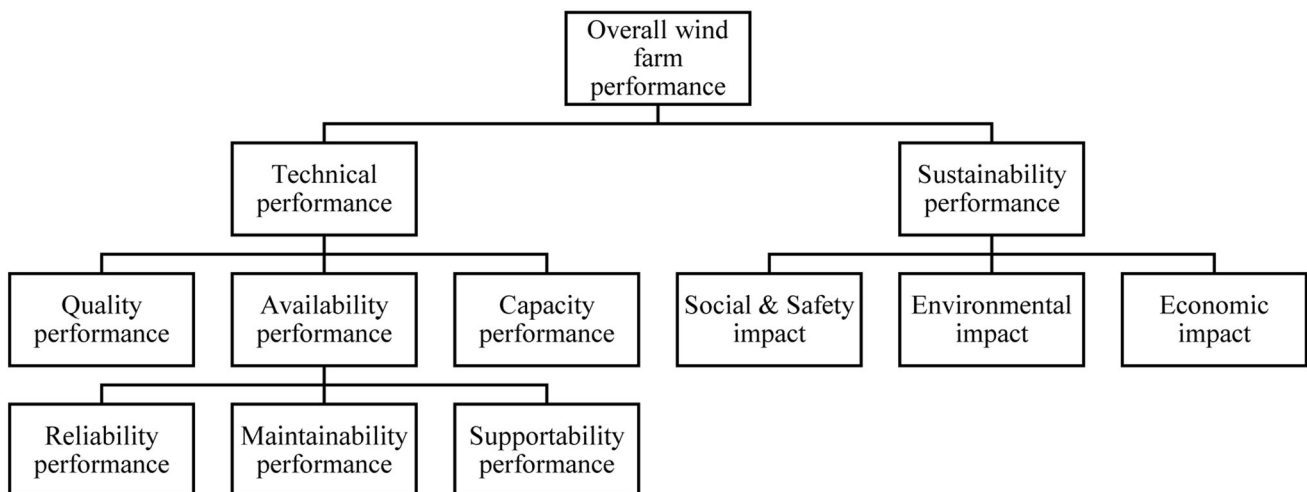 Overall wind
farm
performance
Technical
performance
Sustainability
performance
Quality
performance
Availability
performance
Capacity
performance
Social & Safety
impact
Environmental
impact
Economic
impact
Reliability
performance
Maintainability
performance
Supportability
performance